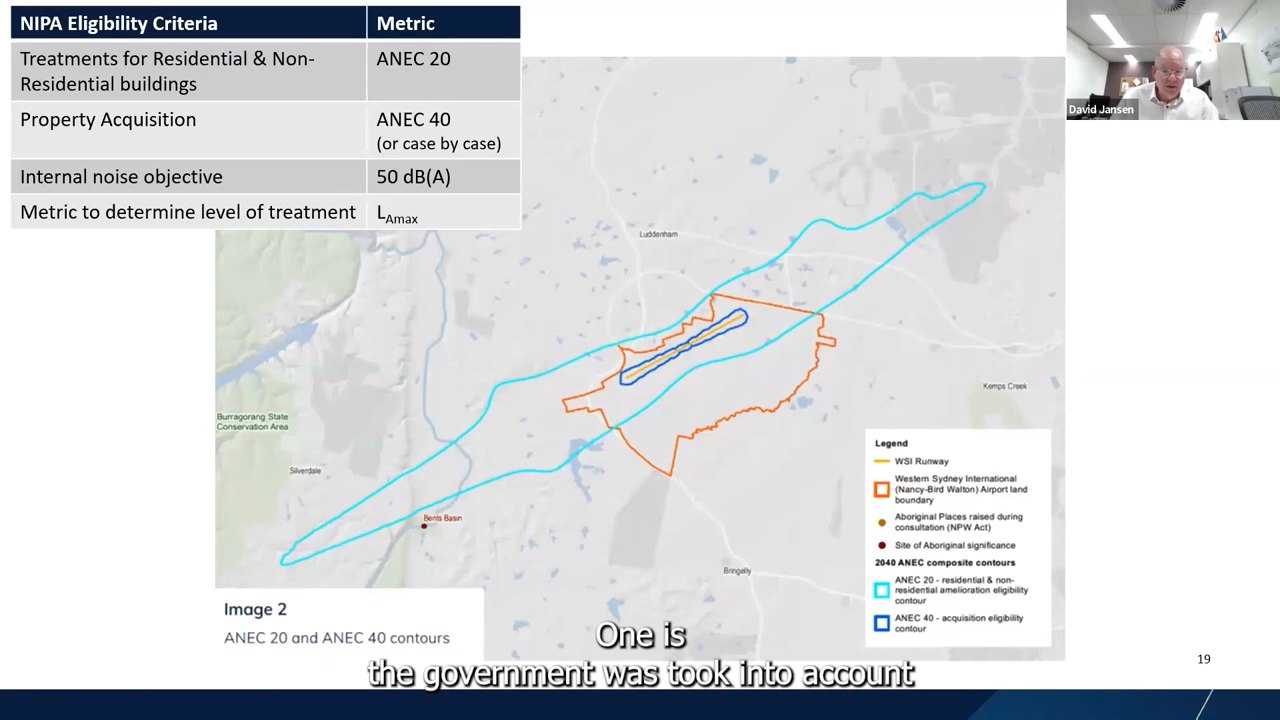 NIPA Eligibility Criteria
Metric
Treatments for Residential & Non-
Residential buildings
ANEC 20
Property Acquisition
ANEC 40
(or case by case)
Internal noise objective
50 dB(A)
Metric to determine level of treatment
LAmax
David Jansen
Luddenham
Kemps Creek
Burragorang State
Conservation Area
Silverdale
Bents Basin
Bringelly
Legend
WSI Runway
Western Sydney International
(Nancy-Bird Walton) Airport land
boundary
Aboriginal Places raised during
consultation (NPW Act)
Site of Aboriginal significance
2040 ANEC composite contours
ANEC 20 - residential & non-
residential amelioration eligibility
contour
ANEC 40 - acquisition eligibility
contour
Image 2
ANEC 20 and ANEC 40 contours
One is
the government was took into account
19